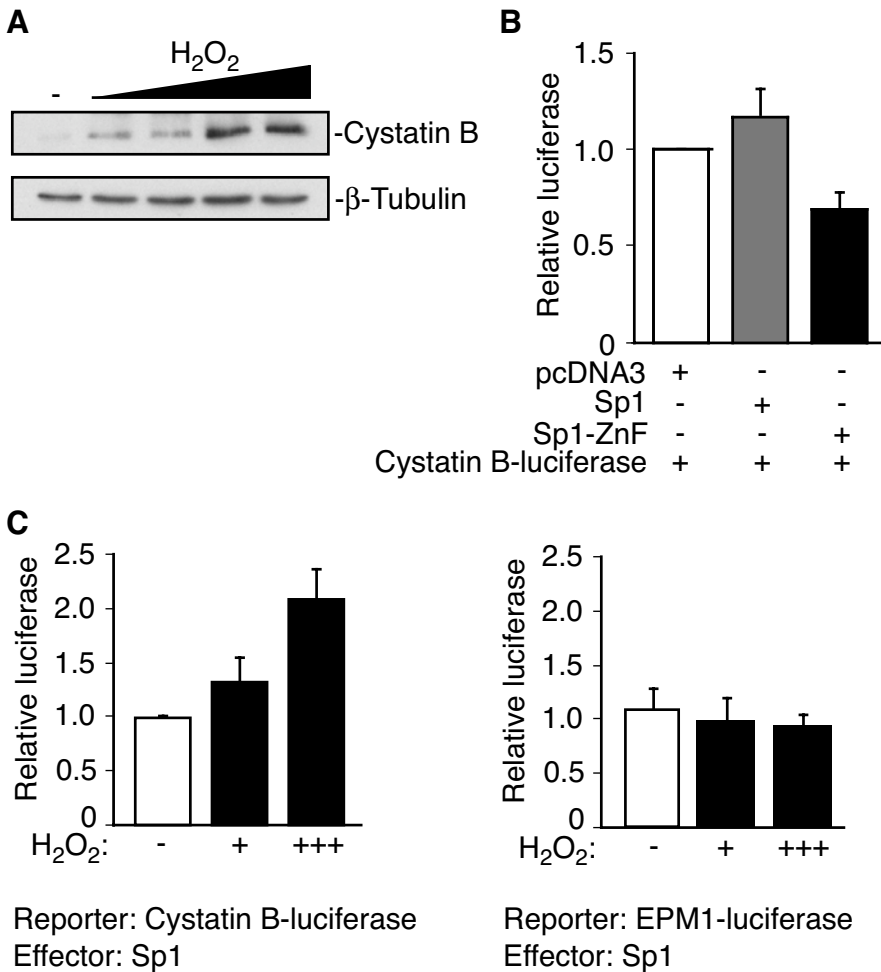 A
H₂O₂
-
-Cystatin B
-β-Tubulin
B
Relative luciferase
1.5
1.0
0.5
0
pcDNA3 + - -
Sp1 - + -
Sp1-ZnF - - +
Cystatin B-luciferase + + +
C
Relative luciferase
2.5
2.0
1.5
1.0
0.5
0
H₂O₂: - + +++
Reporter: Cystatin B-luciferase
Effector: Sp1
Relative luciferase
2.5
2.0
1.5
1.0
0.5
0
H₂O₂: - + +++
Reporter: EPM1-luciferase
Effector: Sp1